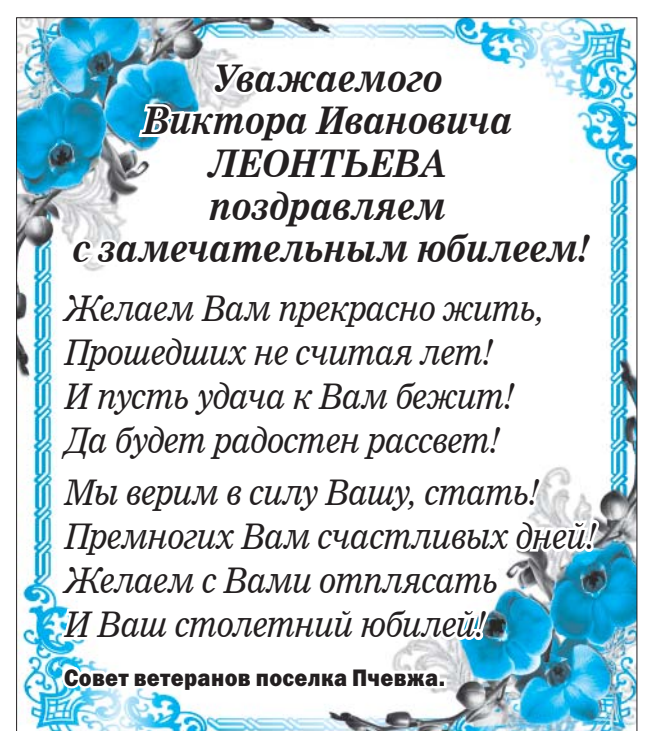 Уважаемого
Виктора Ивановича
ЛЕОНТЬЕВА
поздравляем
с замечательным юбилеем!
Желаем Вам прекрасно жить,
Прошедших не считая лет!
И пусть удача к Вам бежит!
Да будет радостен рассвет!
Мы верим в силу Вашу, стать!
Премногих Вам счастливых дней!
Желаем с Вами отплясать
И Ваш столетний юбилей!
Совет ветеранов поселка Пчевжа.